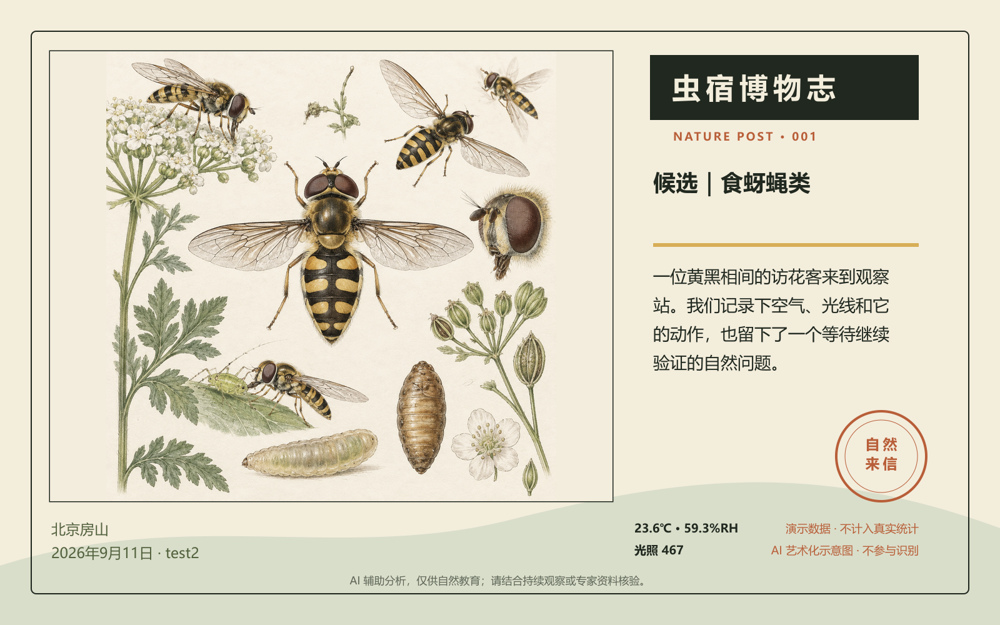 虫宿博物志
NATURE POST • 001
候选｜食蚜蝇类
一位黄黑相间的访花客来到观察
站。我们记录下空气、光线和它
的动作，也留下了一个等待继续
验证的自然问题。
自然
来信
北京房山
2026年9月11日 · test2
23.6℃ • 59.3%RH
光照 467
演示数据 · 不计入真实统计
AI 艺术化示意图 · 不参与识别
AI 辅助分析，仅供自然教育；请结合持续观察或专家资料核验。